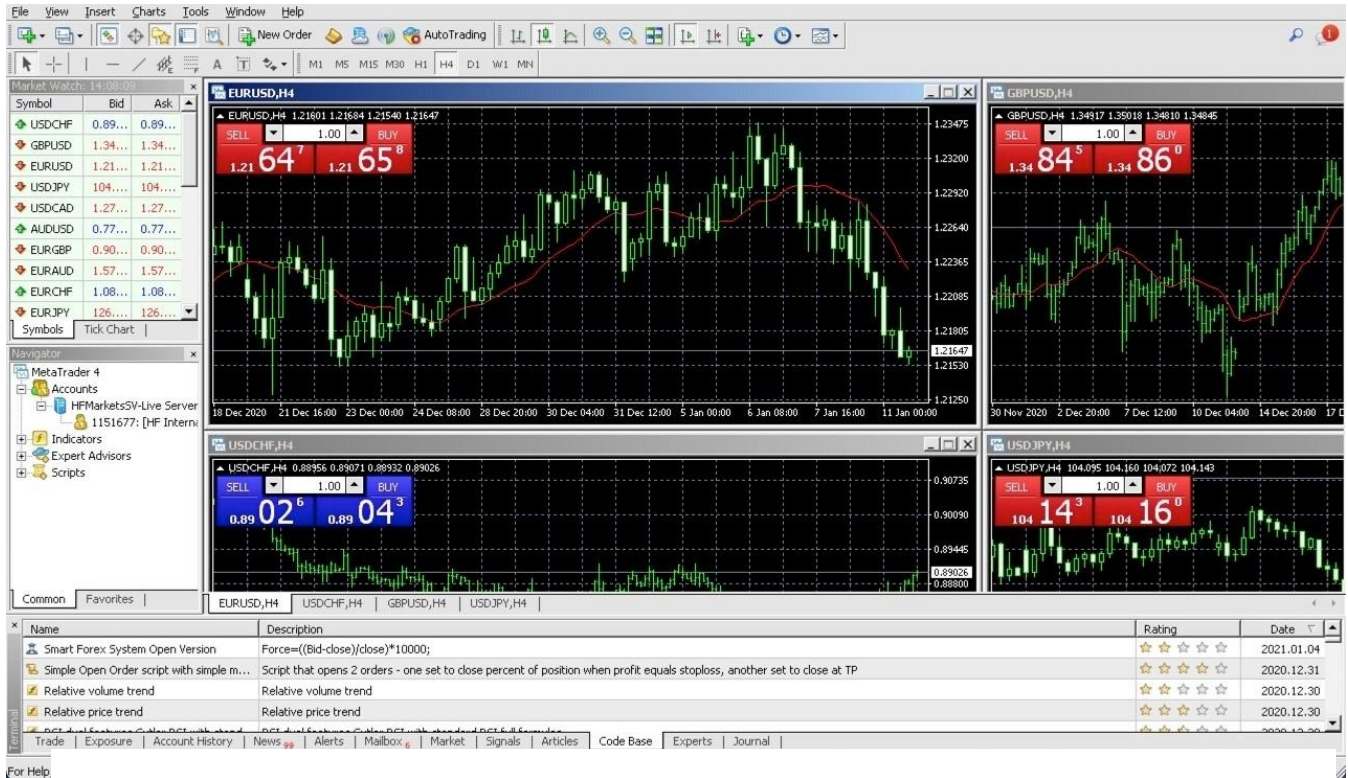 File View Insert Charts Tools Window Help
New Order AutoTrading
M1 M5 M15 M30 H1 H4 D1 W1 MN
Market Watch: 14:08:09
Symbol Bid Ask
USDCHF 0.89... 0.89...
GBPUSD 1.34... 1.34...
EURUSD 1.21... 1.21...
USDJPY 104.... 104....
USDCAD 1.27... 1.27...
AUDUSD 0.77... 0.77...
EURGBP 0.90... 0.90...
EURAUD 1.57... 1.57...
EURCHF 1.08... 1.08...
EURJPY 126.... 126....
Symbols Tick Chart
Navigator
MetaTrader 4
Accounts
HFMarketsSV-Live Server
1151677: [HF Interna
Indicators
Expert Advisors
Scripts
Common Favorites
EURUSD,H4
EURUSD,H4 1.21601 1.21684 1.21540 1.21647
SELL 1.00 BUY
1.21 64 7 1.21 65 8
1.23475
1.23200
1.22920
1.22640
1.22365
1.22085
1.21805
1.21647
1.21530
1.21250
18 Dec 2020 21 Dec 16:00 23 Dec 00:00 24 Dec 08:00 28 Dec 20:00 30 Dec 04:00 31 Dec 12:00 5 Jan 00:00 6 Jan 08:00 7 Jan 16:00 11 Jan 00:00
GBPUSD,H4
GBPUSD,H4 1.34917 1.35018 1.34810 1.34845
SELL 1.00 BUY
1.34 84 5 1.34 86 0
30 Nov 2020 2 Dec 20:00 7 Dec 12:00 10 Dec 04:00 14 Dec 20:00 17 D
USDCHF,H4
USDCHF,H4 0.88956 0.89071 0.88932 0.89026
SELL 1.00 BUY
0.89 02 6 0.89 04 3
0.90735
0.90090
0.89445
0.89026
0.88800
USDJPY,H4
USDJPY,H4 104.095 104.160 104.072 104.143
SELL 1.00 BUY
104 14 3 104 16 0
EURUSD,H4 USDCHF,H4 GBPUSD,H4 USDJPY,H4
Name Description Rating Date
Smart Forex System Open Version Force=((Bid-close)/close)*10000; 2021.01.04
Simple Open Order script with simple m... Script that opens 2 orders - one set to close percent of position when profit equals stoploss, another set to close at TP 2020.12.31
Relative volume trend Relative volume trend 2020.12.30
Relative price trend Relative price trend 2020.12.30
Terminal
Trade Exposure Account History News 99 Alerts Mailbox 6 Market Signals Articles Code Base Experts Journal
For Help